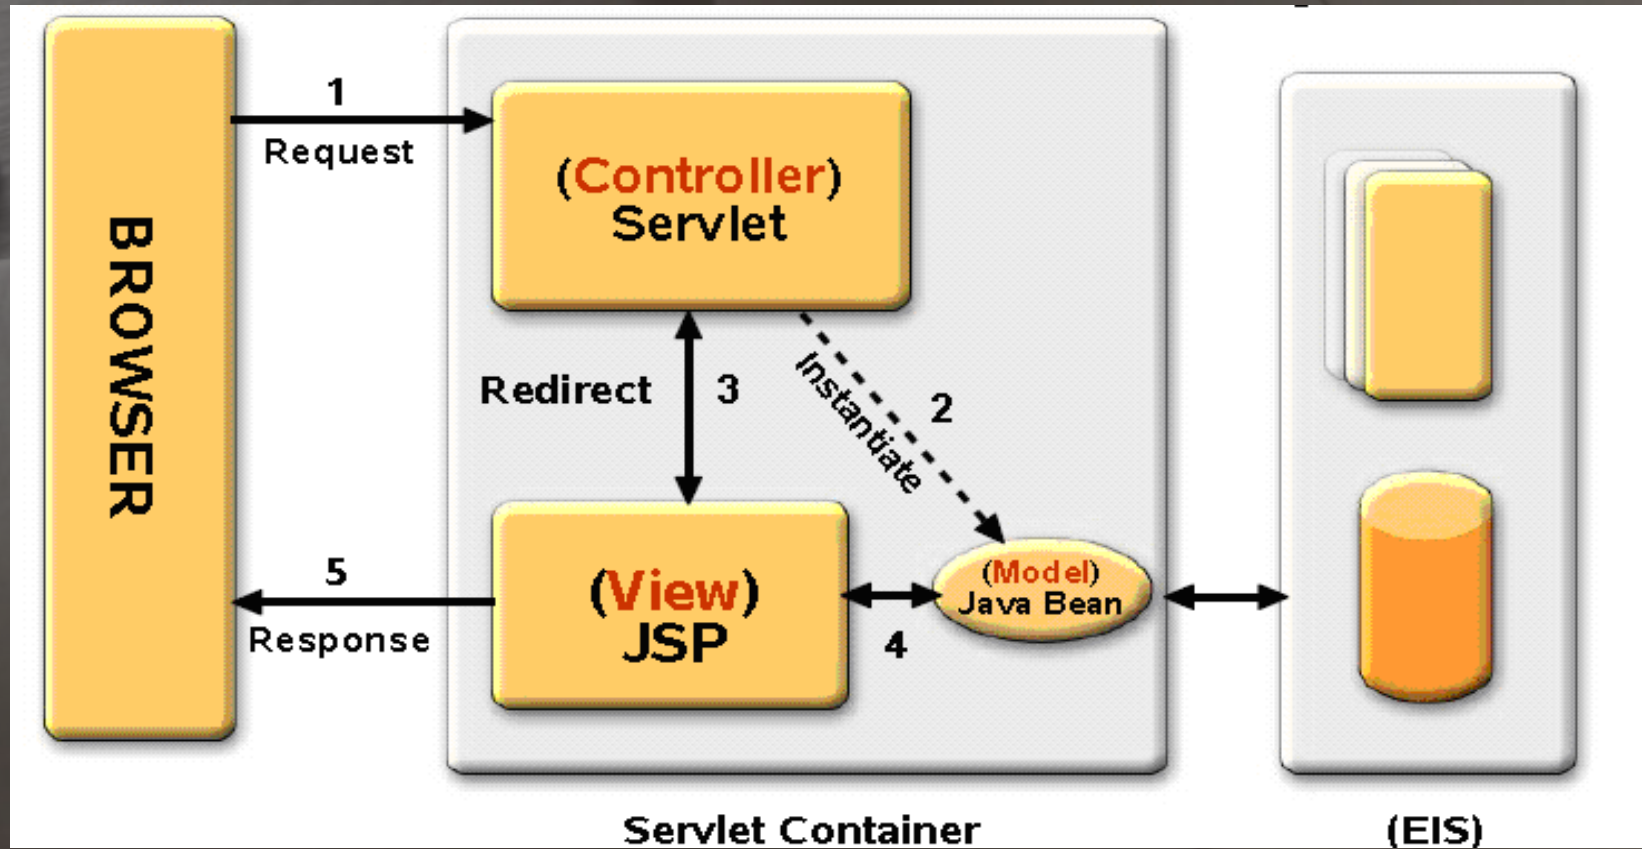 1
Request
(Controller)
Servlet
BROWSER
Redirect
3
2
Instantiate
5
Response
(View)
JSP
4
(Model)
Java Bean
Servlet Container
(EIS)